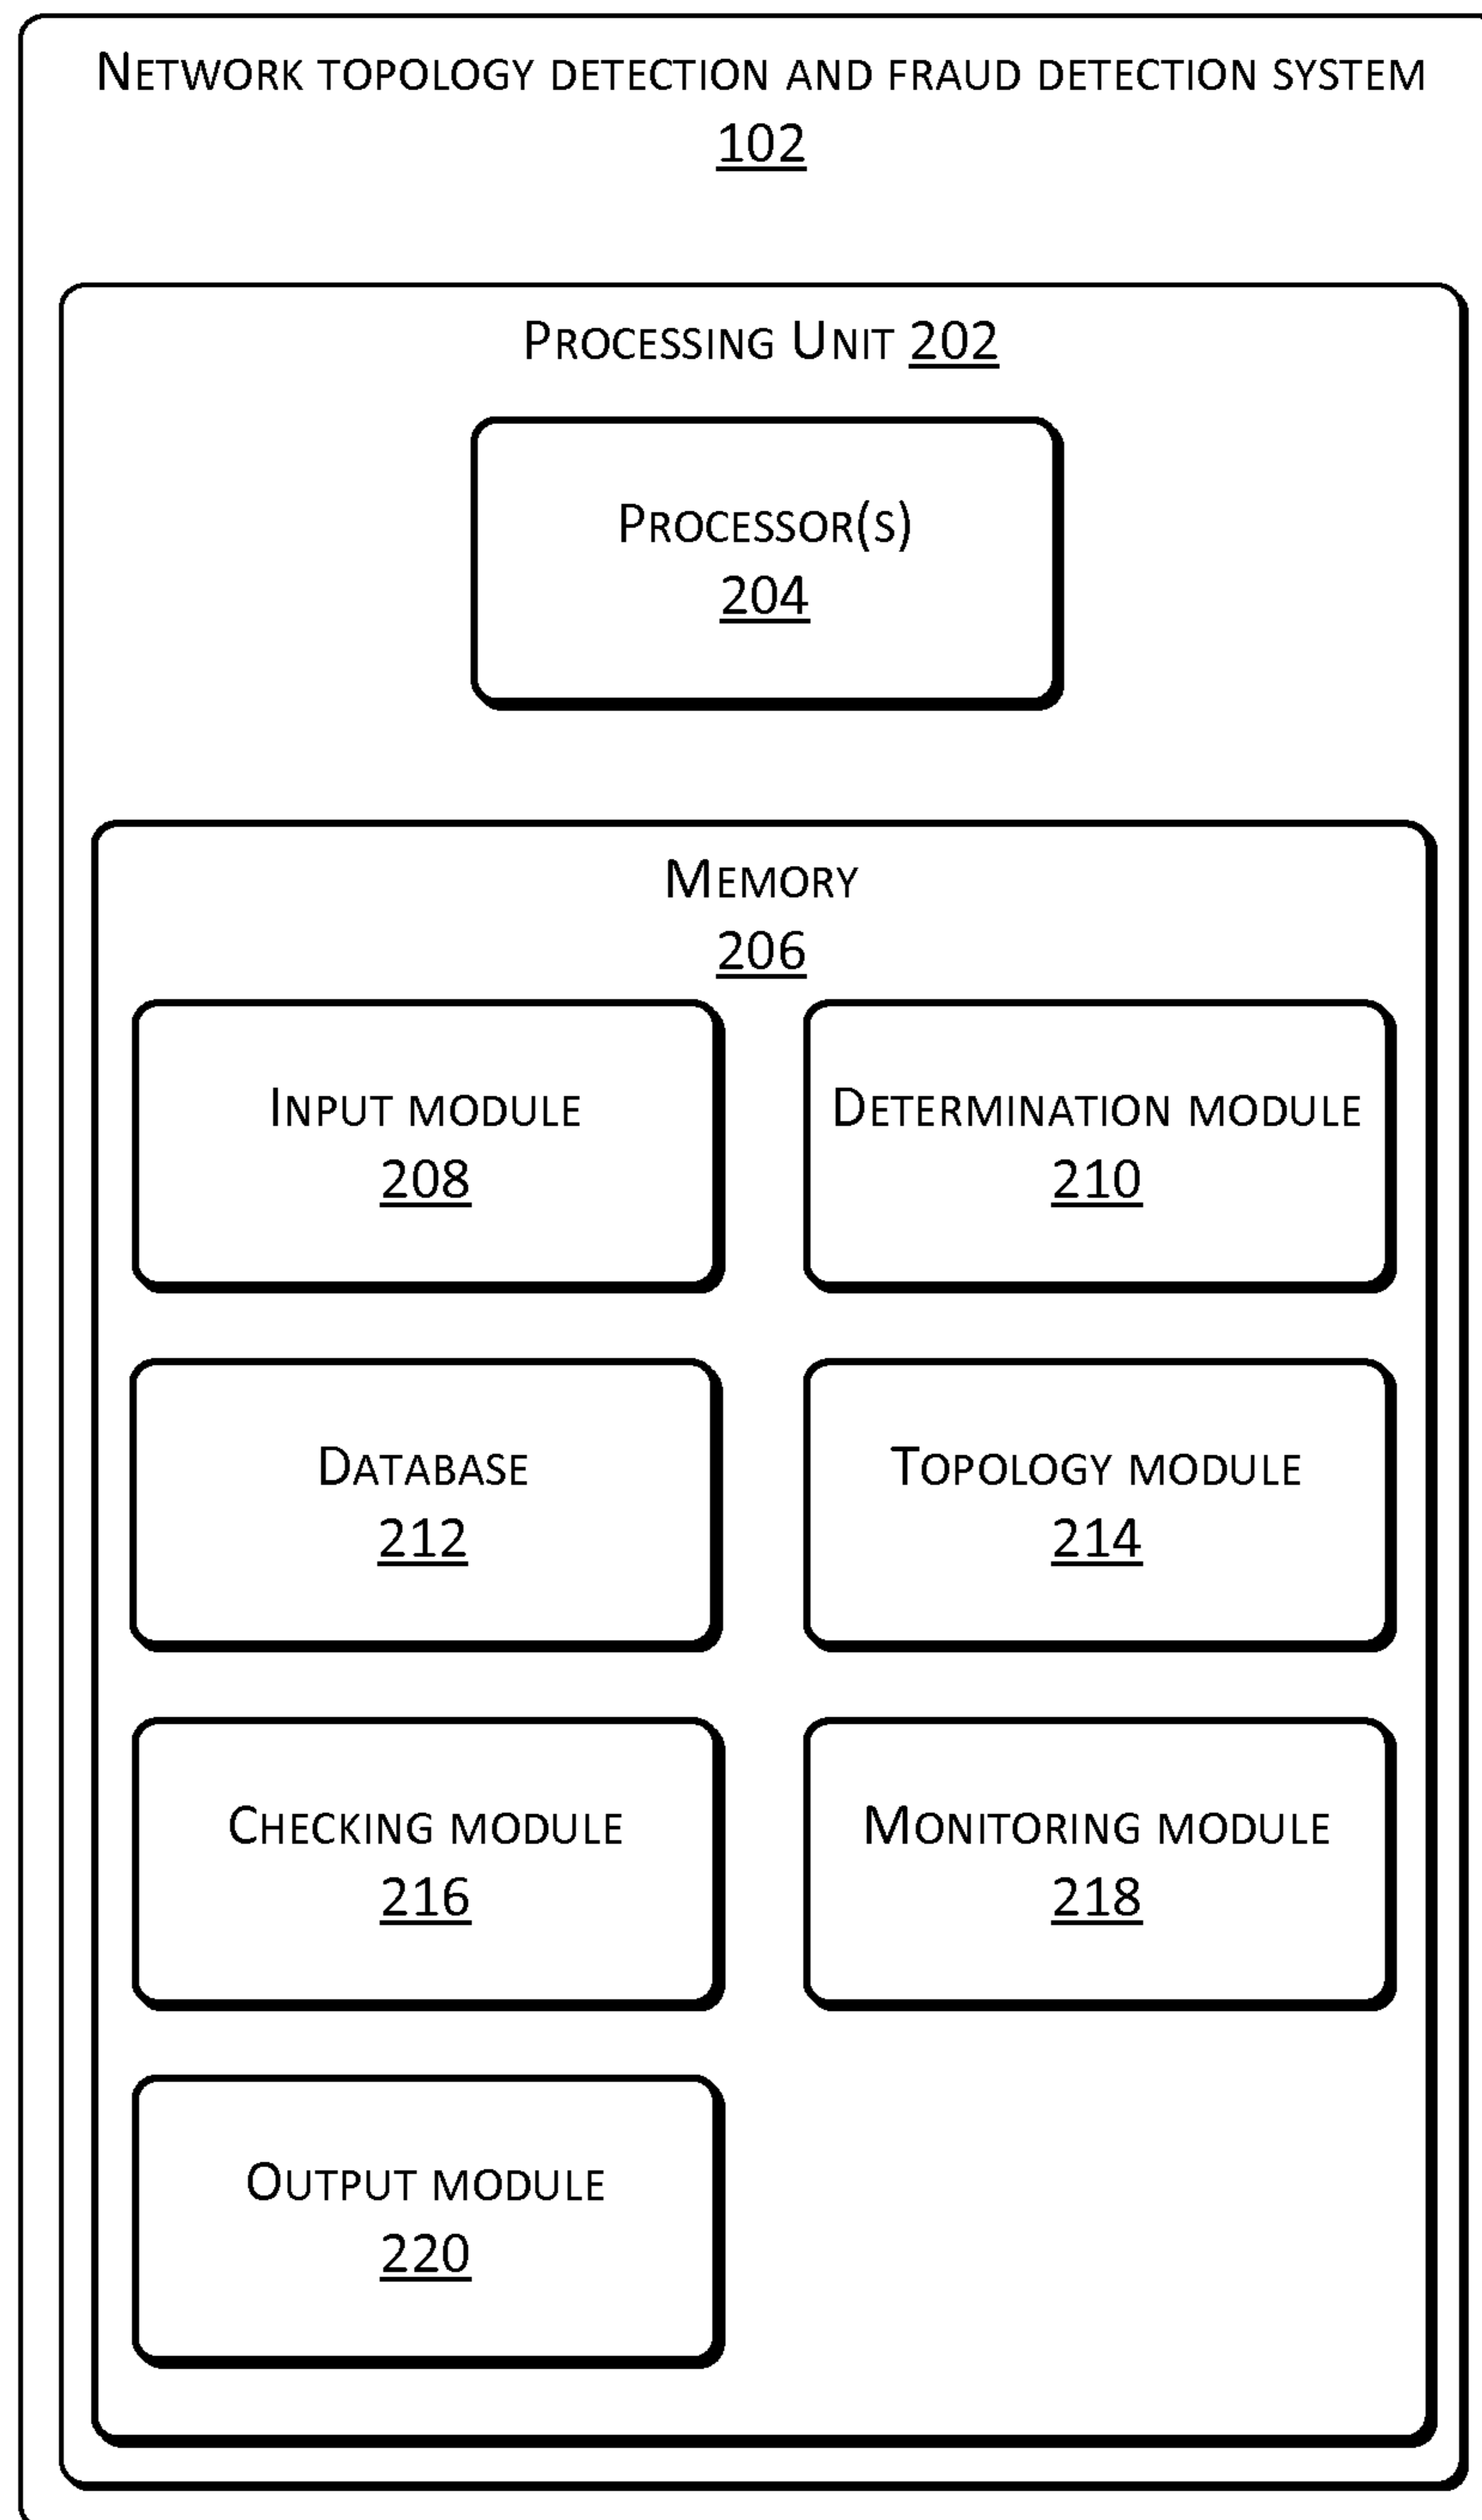 NETWORK TOPOLOGY DETECTION AND FRAUD DETECTION SYSTEM
102
PROCESSING UNIT 202
PROCESSOR(S)
204
MEMORY
206
INPUT MODULE
208
DETERMINATION MODULE
210
DATABASE
212
TOPOLOGY MODULE
214
CHECKING MODULE
216
MONITORING MODULE
218
OUTPUT MODULE
220